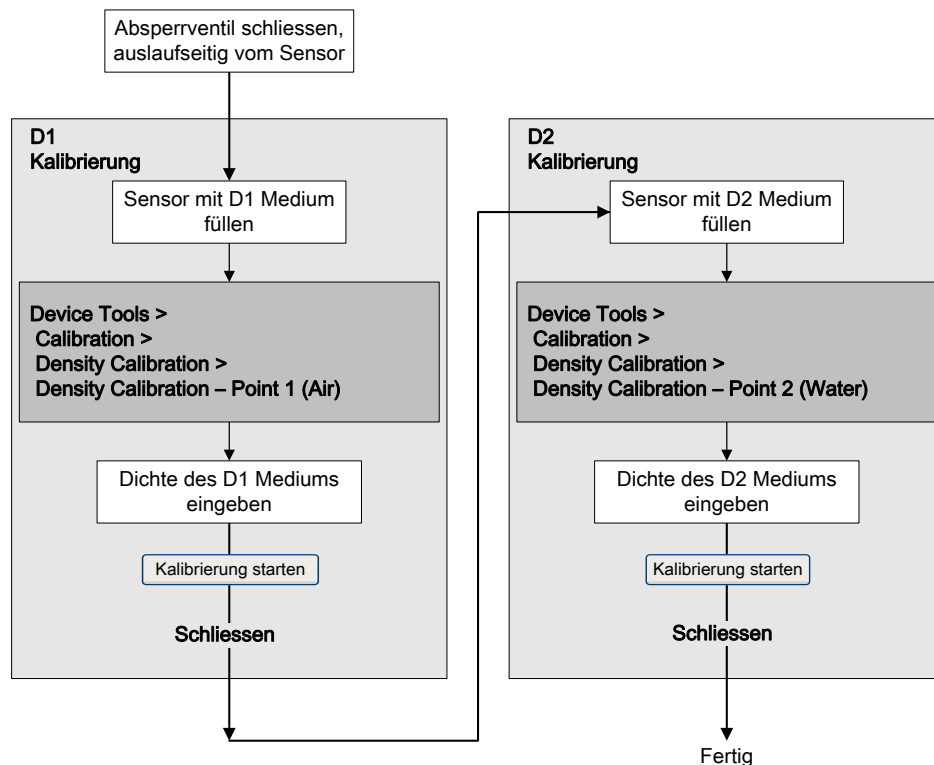 Absperrventil schliessen,
auslaufseitig vom Sensor
D1
Kalibrierung
Sensor mit D1 Medium
füllen
Device Tools >
Calibration >
Density Calibration >
Density Calibration – Point 1 (Air)
Dichte des D1 Mediums
eingeben
Kalibrierung starten
Schliessen
D2
Kalibrierung
Sensor mit D2 Medium
füllen
Device Tools >
Calibration >
Density Calibration >
Density Calibration – Point 2 (Water)
Dichte des D2 Mediums
eingeben
Kalibrierung starten
Schliessen
Fertig